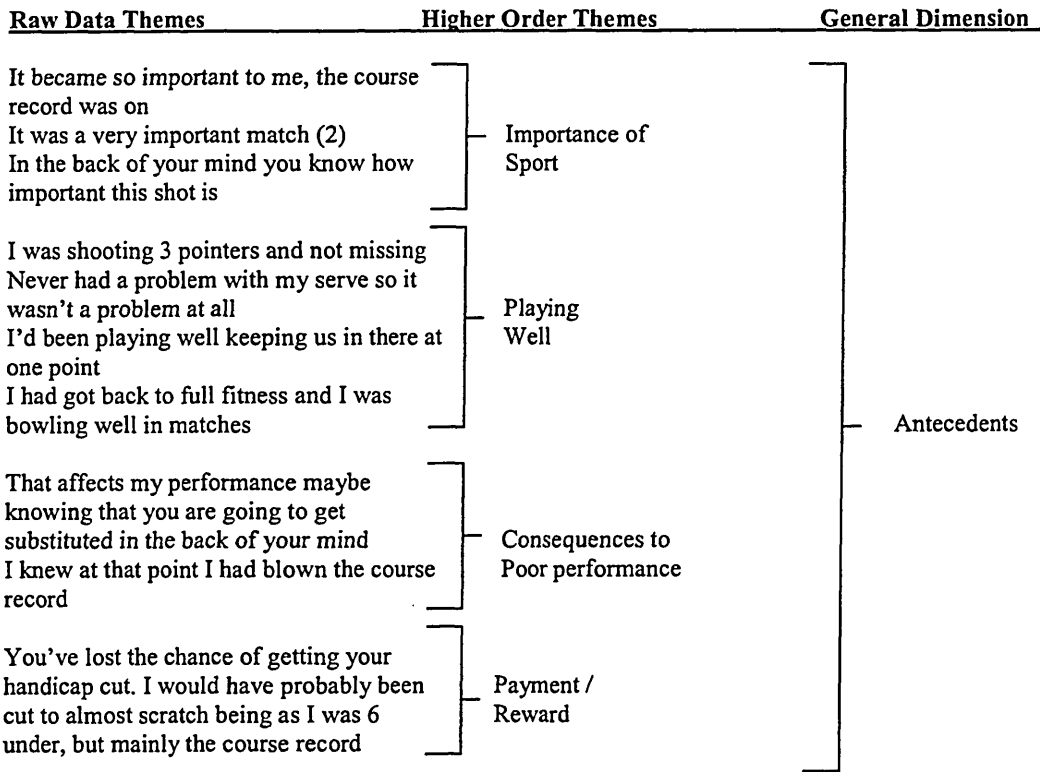 Raw Data Themes Higher Order Themes General Dimension
It became so important to me, the course
record was on
It was a very important match (2)
In the back of your mind you know how
important this shot is
Importance of
Sport
I was shooting 3 pointers and not missing
Never had a problem with my serve so it
wasn't a problem at all
I'd been playing well keeping us in there at
one point
I had got back to full fitness and I was
bowling well in matches
Playing
Well
Antecedents
That affects my performance maybe
knowing that you are going to get
substituted in the back of your mind
I knew at that point I had blown the course
record
Consequences to
Poor performance
You've lost the chance of getting your
handicap cut. I would have probably been
cut to almost scratch being as I was 6
under, but mainly the course record
Payment /
Reward